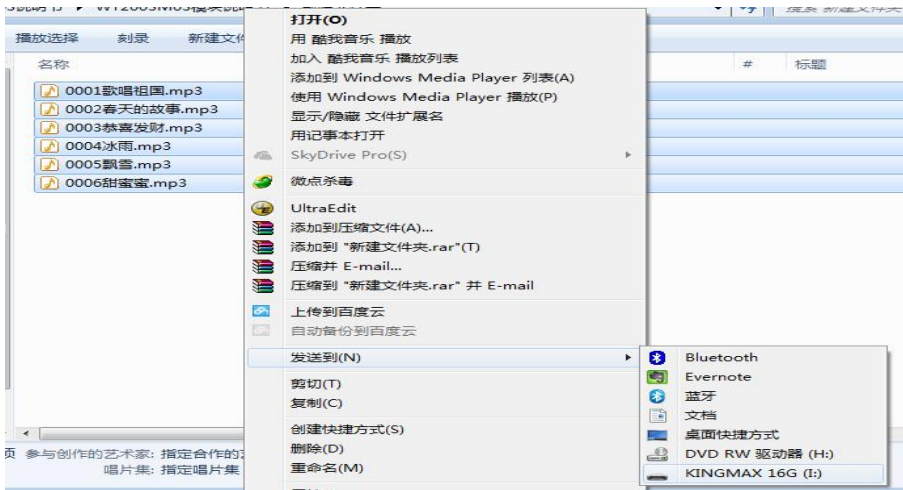 播放选择 刻录 新建文件
名称
# 标题
0001歌唱祖国.mp3
0002春天的故事.mp3
0003恭喜发财.mp3
0004冰雨.mp3
0005飘雪.mp3
0006甜蜜蜜.mp3
打开(O)
用 酷我音乐 播放
加入 酷我音乐 播放列表
添加到 Windows Media Player 列表(A)
使用 Windows Media Player 播放(P)
显示/隐藏 文件扩展名
用记事本打开
SkyDrive Pro(S)
微点杀毒
UltraEdit
添加到压缩文件(A)...
添加到 "新建文件夹.rar"(T)
压缩并 E-mail...
压缩到 "新建文件夹.rar" 并 E-mail
上传到百度云
自动备份到百度云
发送到(N)
剪切(T)
复制(C)
创建快捷方式(S)
删除(D)
重命名(M)
Bluetooth
Evernote
蓝牙
文档
桌面快捷方式
DVD RW 驱动器 (H:)
KINGMAX 16G (I:)
页 参与创作的艺术家: 指定合作的
唱片集: 指定唱片集